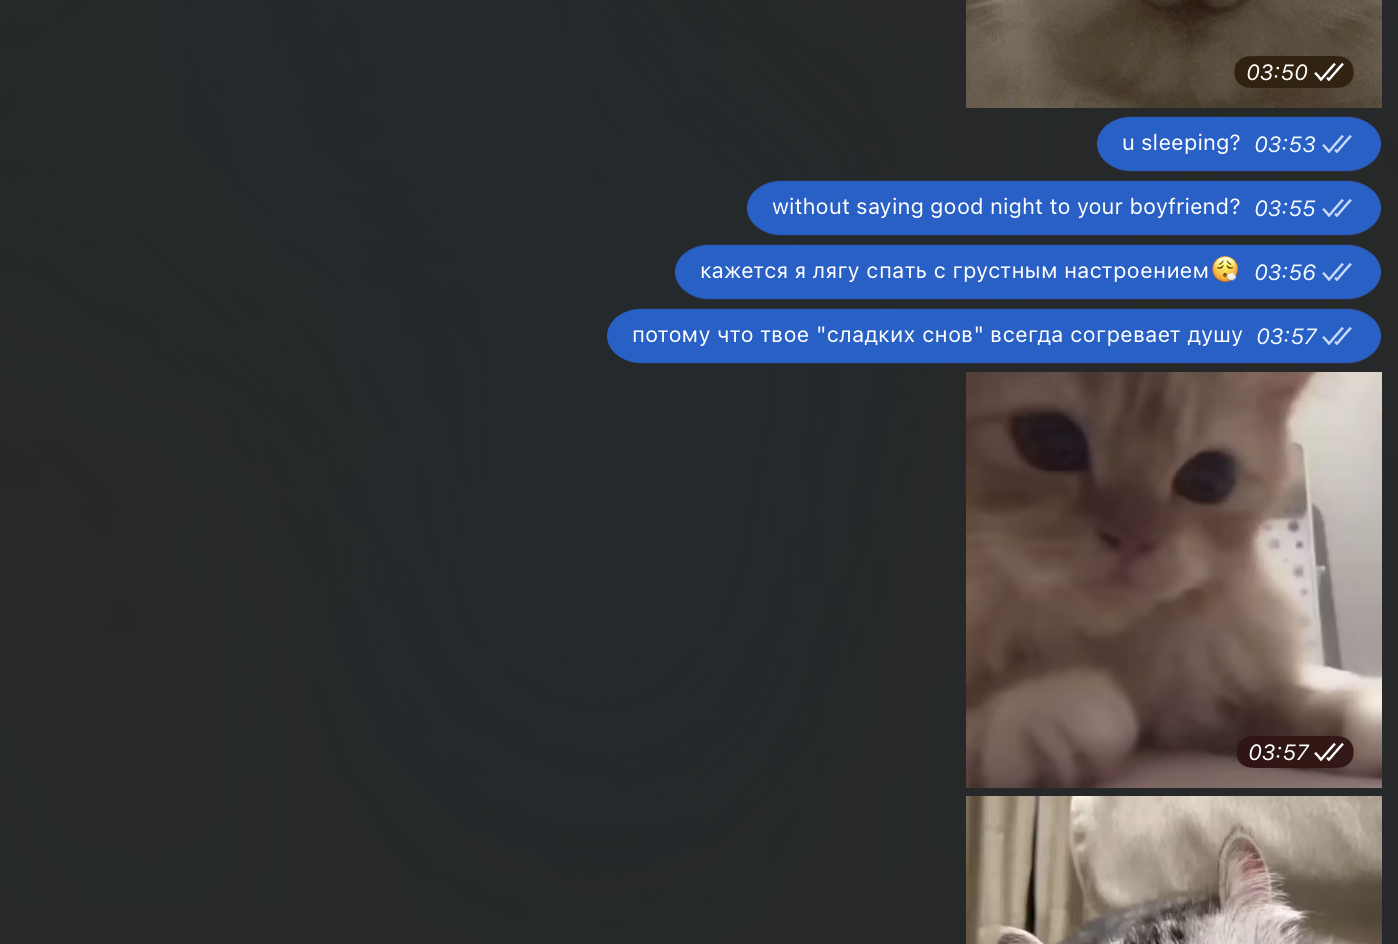 03:50
u sleeping? 03:53
without saying good night to your boyfriend? 03:55
кажется я лягу спать с грустным настроением😮‍💨 03:56
потому что твое "сладких снов" всегда согревает душу 03:57
03:57